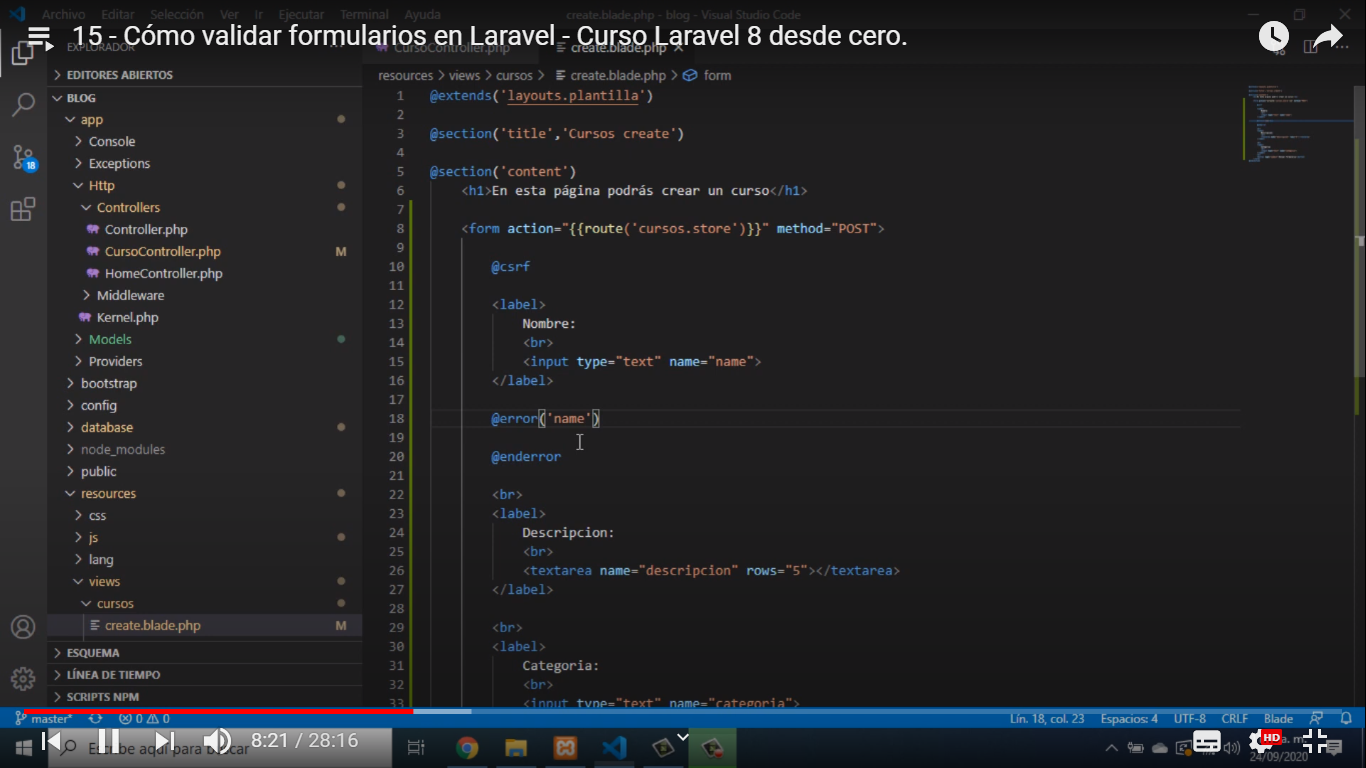 Archivo Editar Selección Ver Ir Ejecutar Terminal Ayuda create.blade.php - blog - Visual Studio Code
15 - Cómo validar formularios en Laravel - Curso Laravel 8 desde cero.
EXPLORADOR CursoController.php create.blade.php
EDITORES ABIERTOS
resources > views > cursos > create.blade.php > form
BLOG
app
Console
Exceptions
Http
Controllers
Controller.php
CursoController.php M
HomeController.php
Middleware
Kernel.php
Models
Providers
bootstrap
config
database
node_modules
public
resources
css
js
lang
views
cursos
create.blade.php M
ESQUEMA
LÍNEA DE TIEMPO
SCRIPTS NPM
18
1 @extends('layouts.plantilla')
2
3 @section('title','Cursos create')
4
5 @section('content')
6 <h1>En esta página podrás crear un curso</h1>
7
8 <form action="{{route('cursos.store')}}" method="POST">
9
10 @csrf
11
12 <label>
13 Nombre:
14 <br>
15 <input type="text" name="name">
16 </label>
17
18 @error('name')
19
20 @enderror
21
22 <br>
23 <label>
24 Descripcion:
25 <br>
26 <textarea name="descripcion" rows="5"></textarea>
27 </label>
28
29 <br>
30 <label>
31 Categoria:
32 <br>
33 <input type="text" name="categoria">
master* 0 0 Lín. 18, col. 23 Espacios: 4 UTF-8 CRLF Blade
Escribe aquí para buscar
8:21 / 28:16
HD
a. m.
24/09/2020